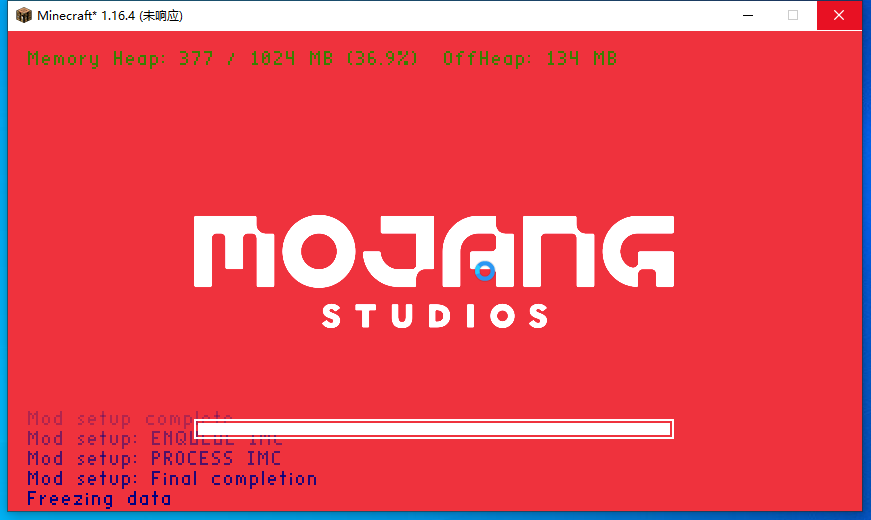 Minecraft* 1.16.4 (未响应)
Memory Heap: 377 / 1024 MB (36.9%) OffHeap: 134 MB
MOJANG
STUDIOS
Mod setup complete
Mod setup: ENQUEUE IMC
Mod setup: PROCESS IMC
Mod setup: Final completion
Freezing data